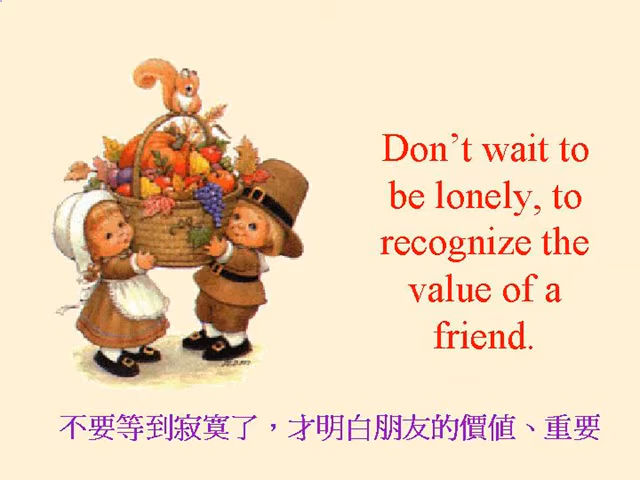 Don't wait to
be lonely, to
recognize the
value of a
friend.
不要等到寂寞了，才明白朋友的價值、重要